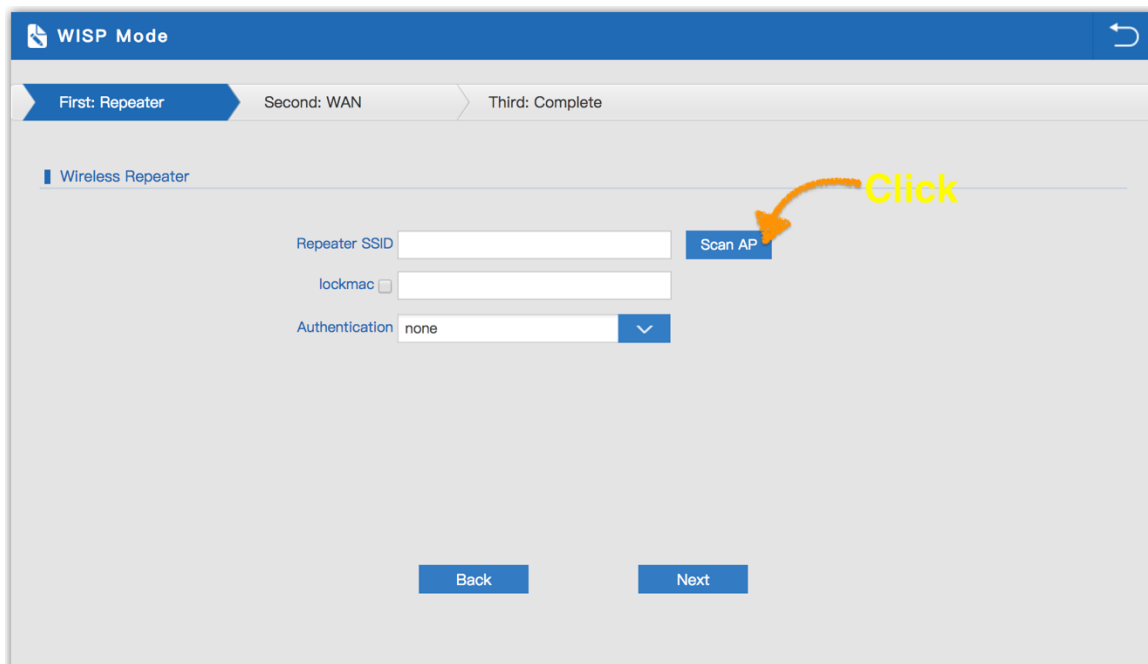 WISP Mode
First: Repeater Second: WAN Third: Complete
Wireless Repeater
Click
Repeater SSID Scan AP
lockmac
Authentication none
Back Next